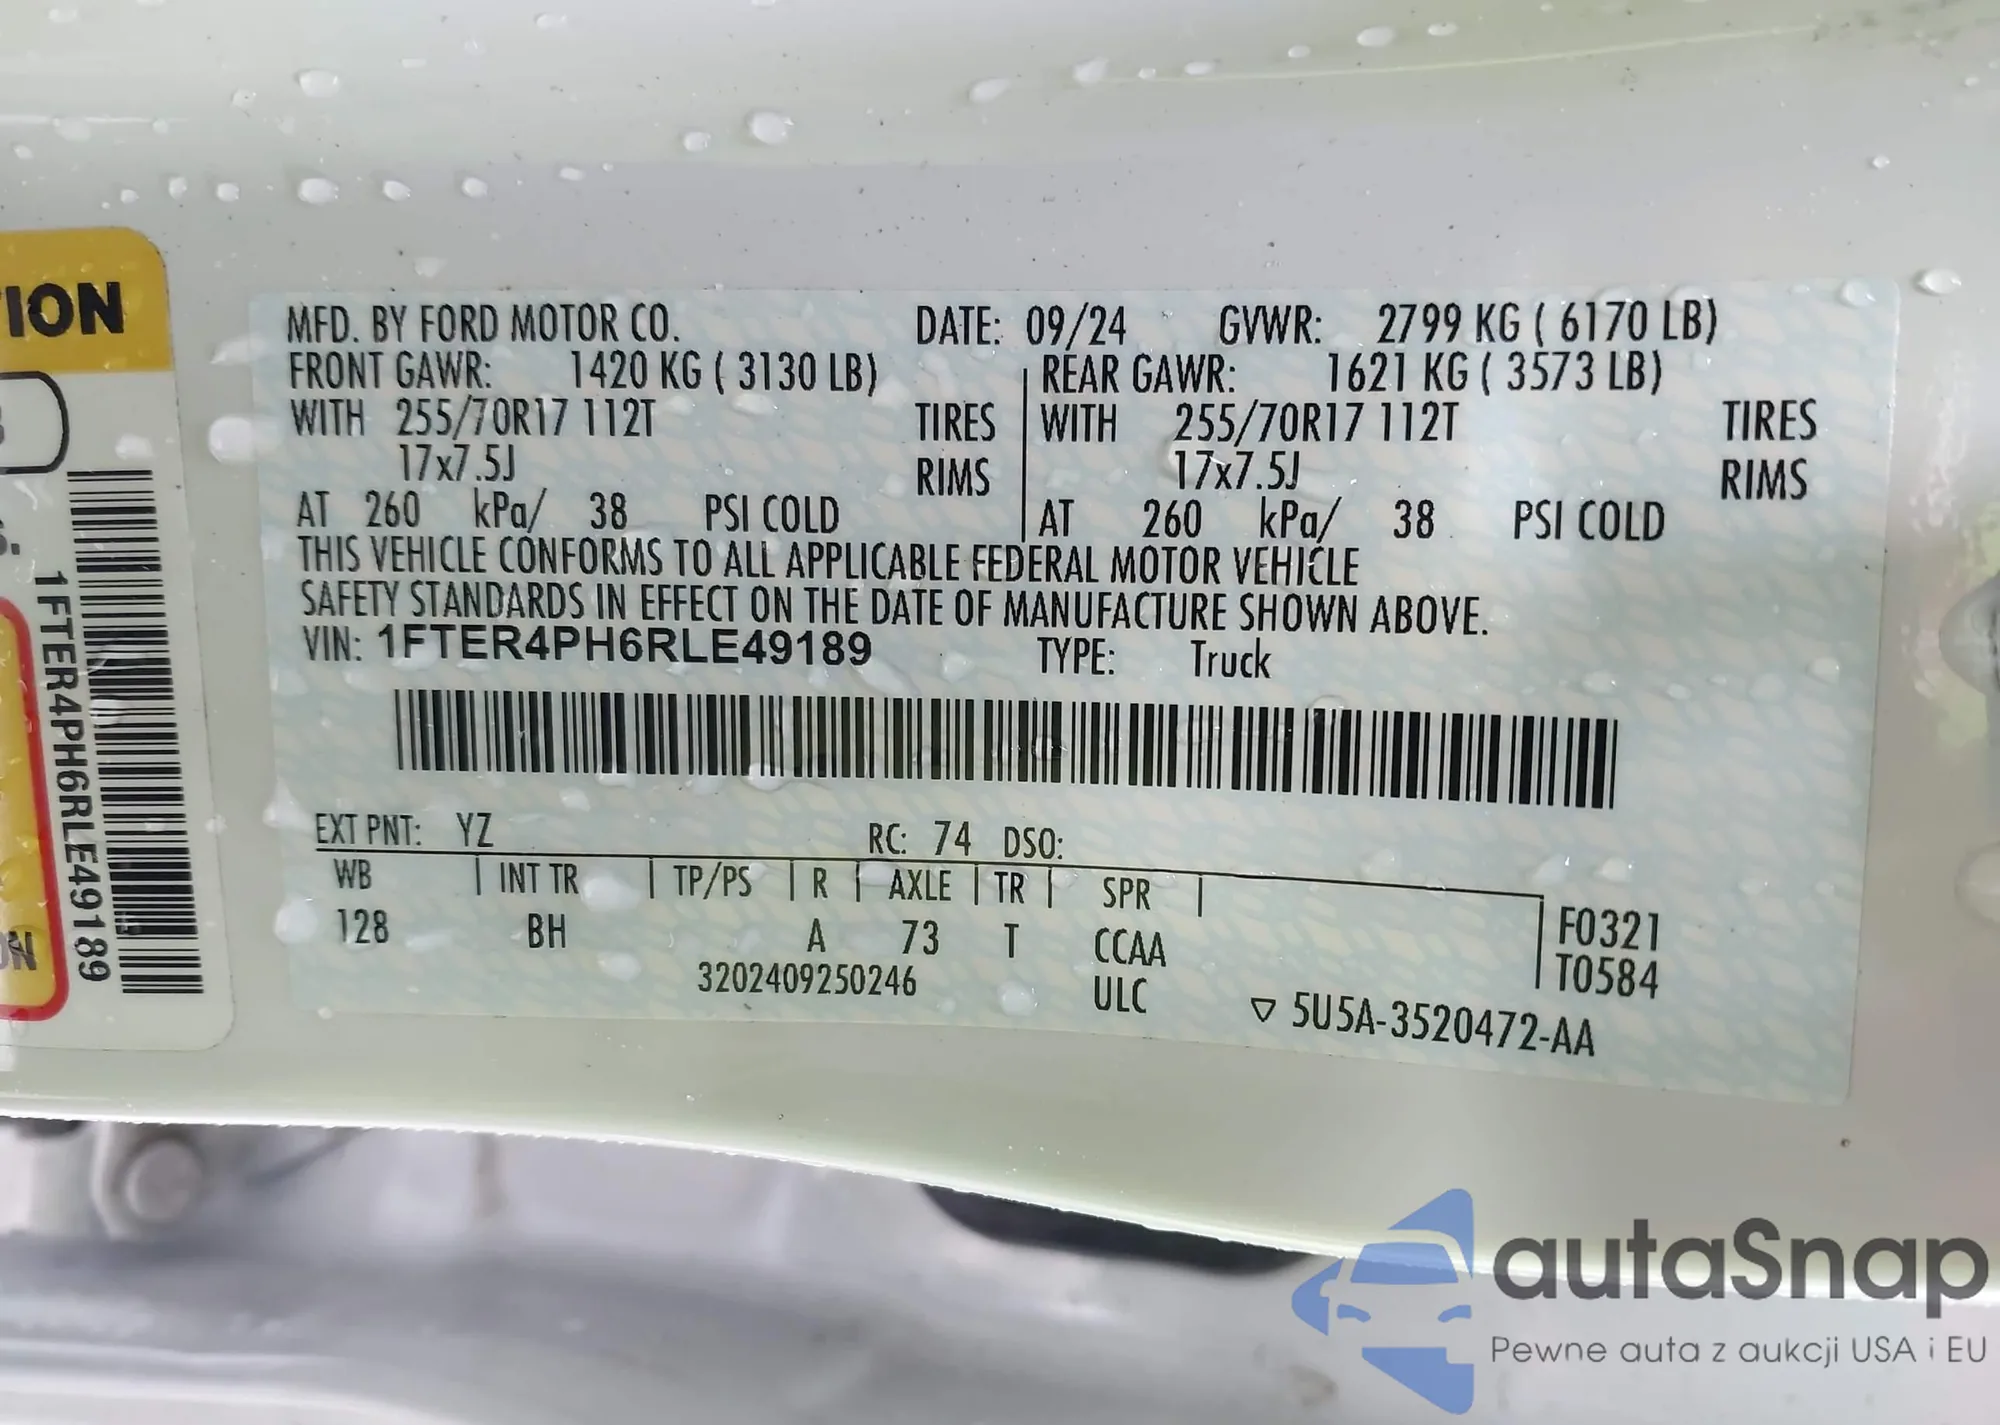 TION
1FTER4PH6RLE49189
ON
MFD. BY FORD MOTOR CO. DATE: 09/24 GVWR: 2799 KG ( 6170 LB)
FRONT GAWR: 1420 KG ( 3130 LB) REAR GAWR: 1621 KG ( 3573 LB)
WITH 255/70R17 112T TIRES WITH 255/70R17 112T TIRES
17x7.5J RIMS 17x7.5J RIMS
AT 260 kPa/ 38 PSI COLD AT 260 kPa/ 38 PSI COLD
THIS VEHICLE CONFORMS TO ALL APPLICABLE FEDERAL MOTOR VEHICLE
SAFETY STANDARDS IN EFFECT ON THE DATE OF MANUFACTURE SHOWN ABOVE.
VIN: 1FTER4PH6RLE49189 TYPE: Truck
EXT PNT: YZ RC: 74 DSO:
WB INT TR TP/PS R AXLE TR SPR
128 BH A 73 T CCAA F0321
3202409250246 ULC T0584
▽ 5U5A-3520472-AA
autoSnap
Pewne auta z aukcji USA i EU